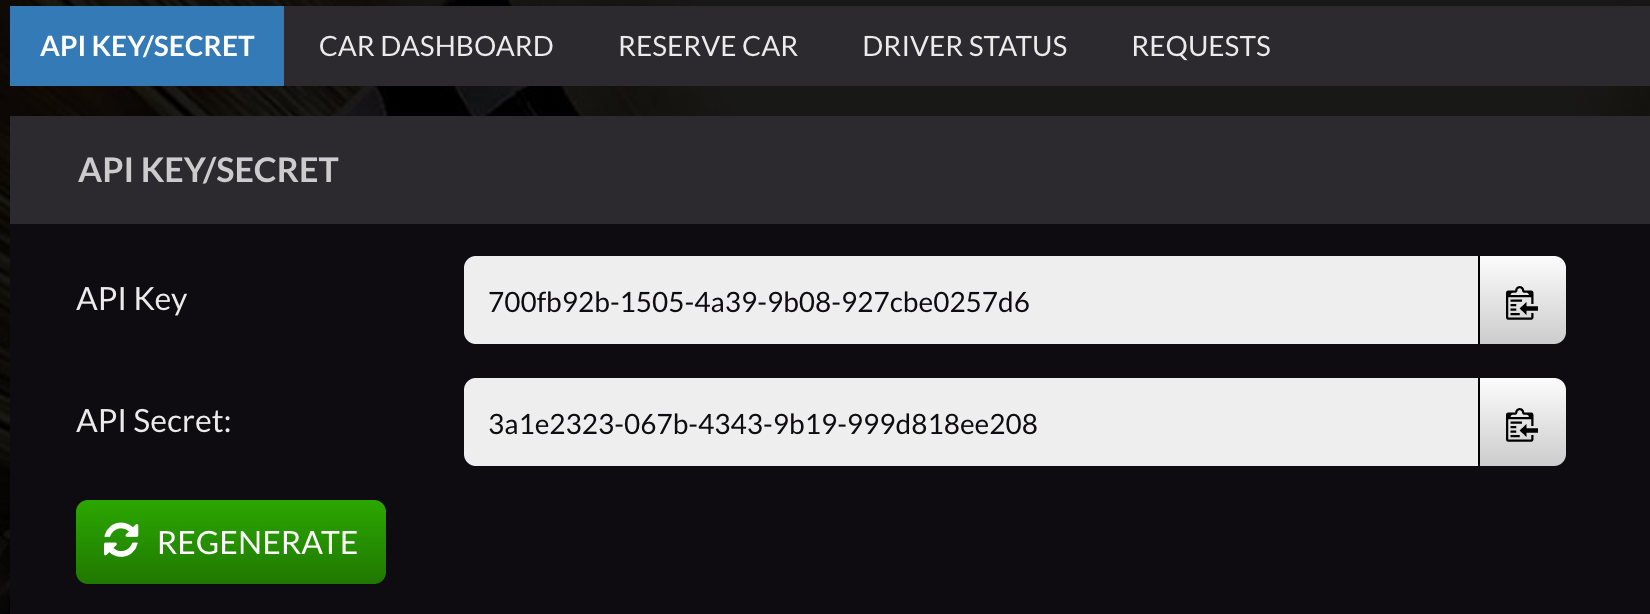 API KEY/SECRET CAR DASHBOARD RESERVE CAR DRIVER STATUS REQUESTS
API KEY/SECRET
API Key 700fb92b-1505-4a39-9b08-927cbe0257d6
API Secret: 3a1e2323-067b-4343-9b19-999d818ee208
REGENERATE